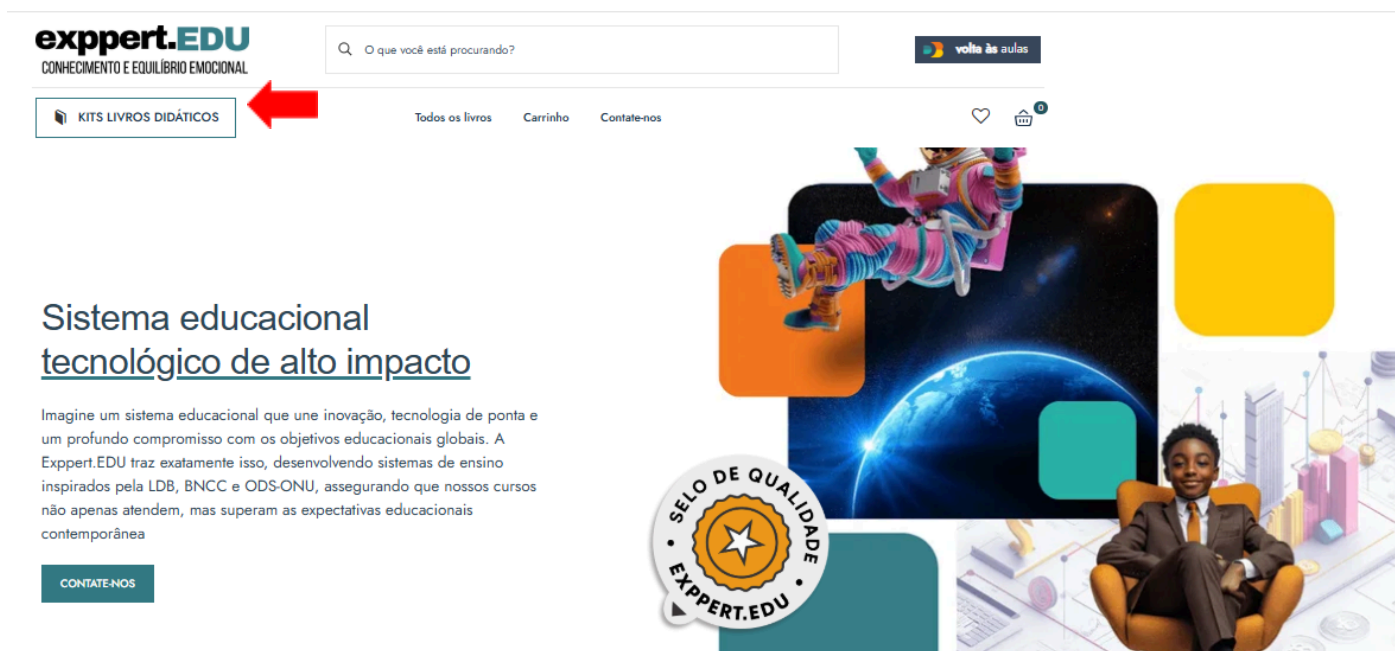 exppert.EDU
CONHECIMENTO E EQUILÍBRIO EMOCIONAL
O que você está procurando?
volta às aulas
KITS LIVROS DIDÁTICOS
Todos os livros Carrinho Contate-nos
0
Sistema educacional
tecnológico de alto impacto
Imagine um sistema educacional que une inovação, tecnologia de ponta e
um profundo compromisso com os objetivos educacionais globais. A
Exppert.EDU traz exatamente isso, desenvolvendo sistemas de ensino
inspirados pela LDB, BNCC e ODS-ONU, assegurando que nossos cursos
não apenas atendem, mas superam as expectativas educacionais
contemporânea
CONTATE-NOS
SELO DE QUALIDADE
EXPPERT.EDU